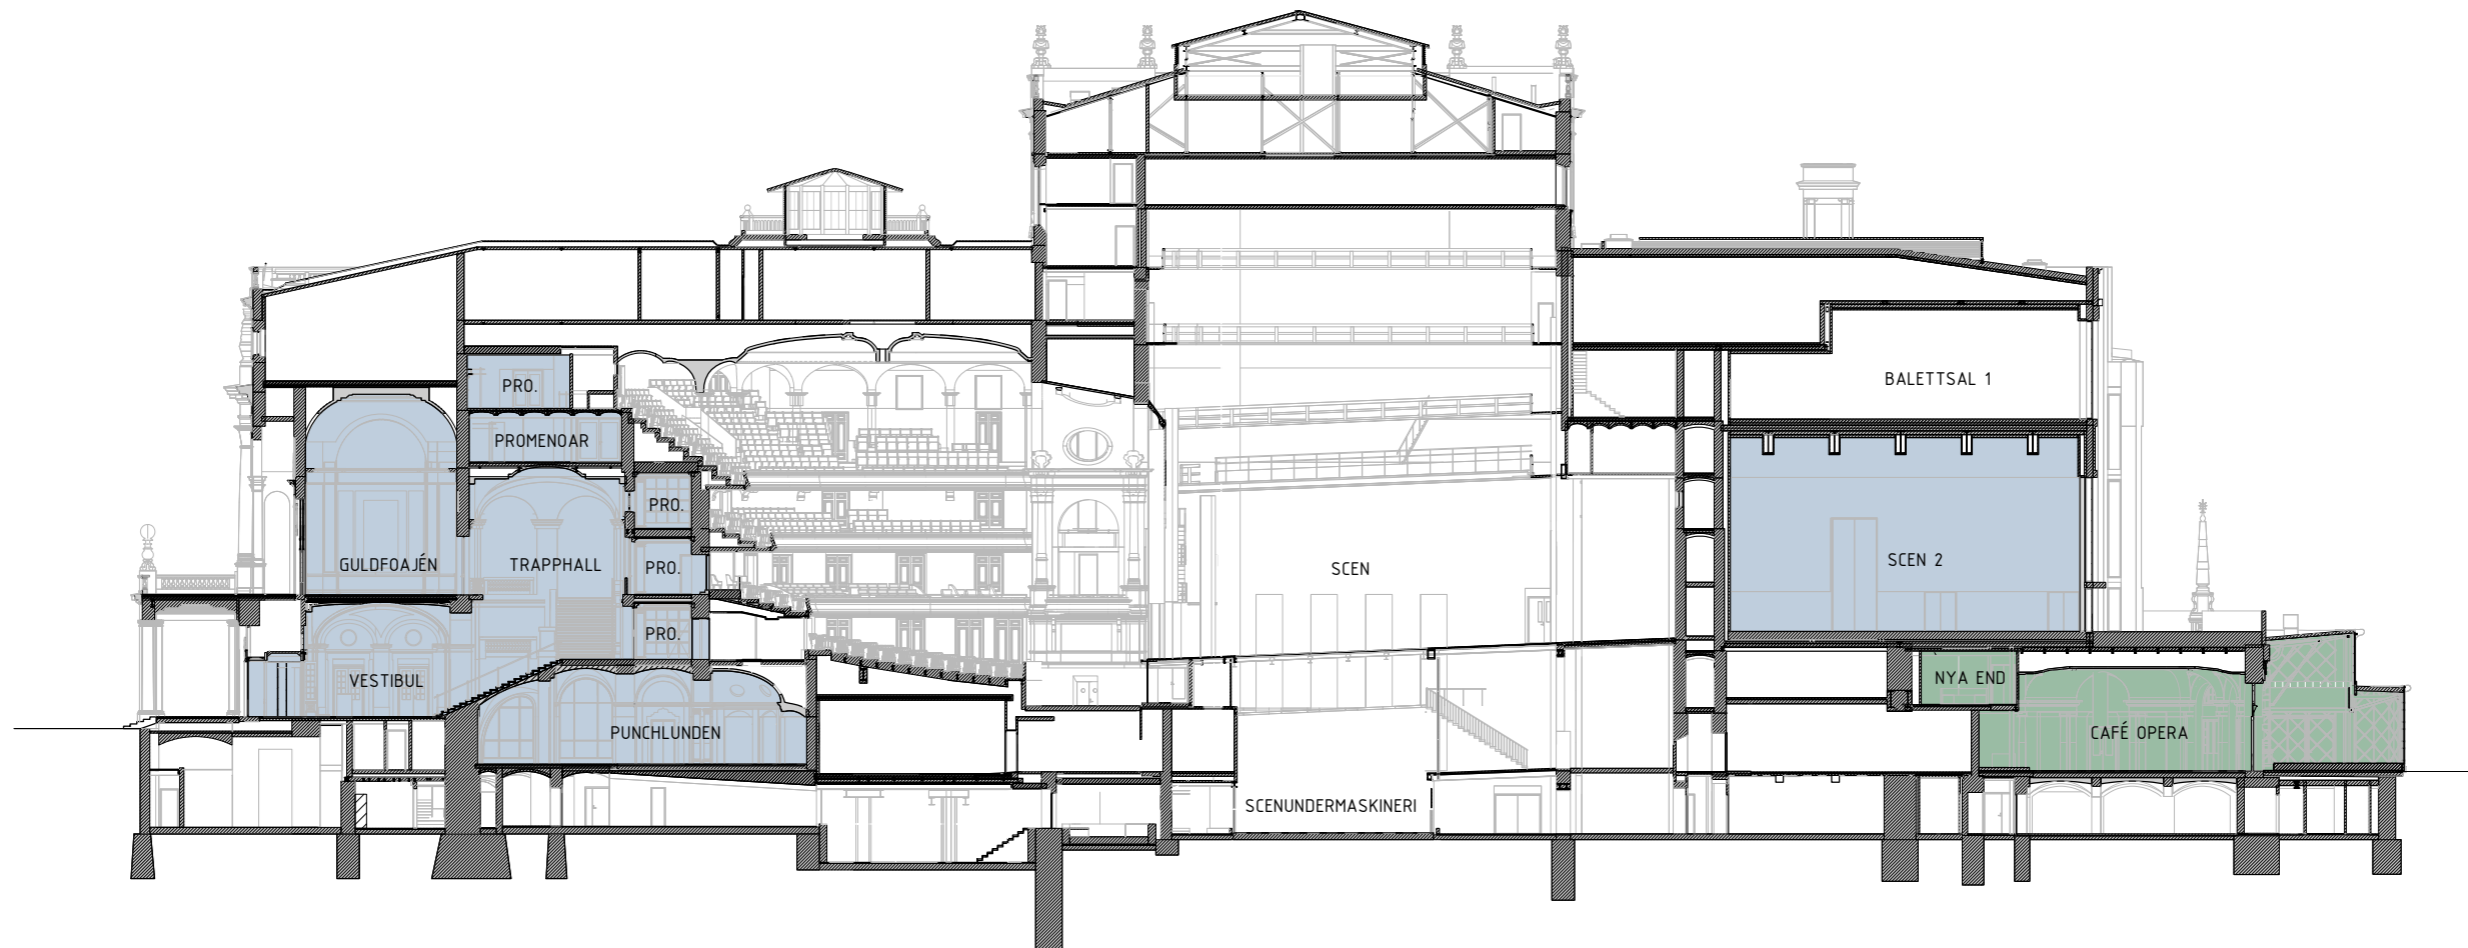 PRO.
BALETTSAL 1
PROMENOAR
PRO.
GULDFOAJÉN
TRAPPHALL
PRO.
SCEN
SCEN 2
PRO.
VESTIBUL
NYA END
PUNCHLUNDEN
CAFÉ OPERA
SCENUNDERMASKINERI